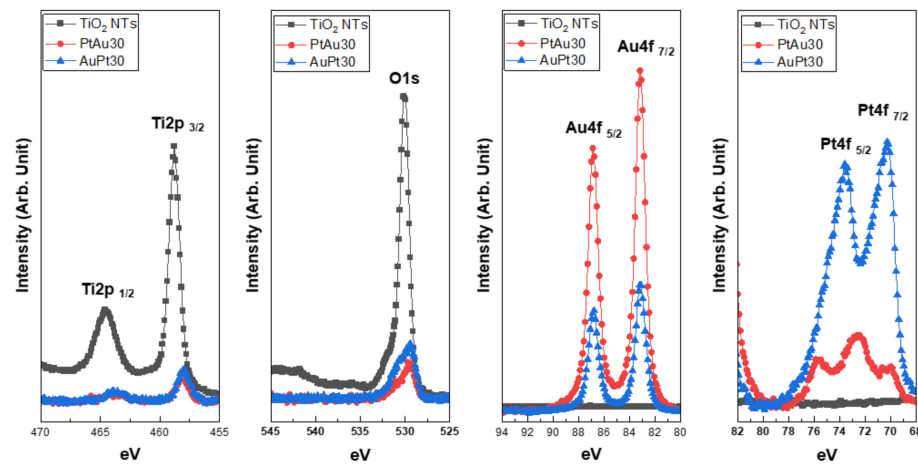 TiO2 NTs
PtAu30
AuPt30
Ti2p 3/2
Ti2p 1/2
Intensity (Arb. Unit)
470 465 460 455
eV
TiO2 NTs
PtAu30
AuPt30
O1s
Intensity (Arb. Unit)
545 540 535 530 525
eV
TiO2 NTs
PtAu30
AuPt30
Au4f 7/2
Au4f 5/2
Intensity (Arb. Unit)
94 92 90 88 86 84 82 80
eV
TiO2 NTs
PtAu30
AuPt30
Pt4f 7/2
Pt4f 5/2
Intensity (Arb. Unit)
82 80 78 76 74 72 70 68
eV